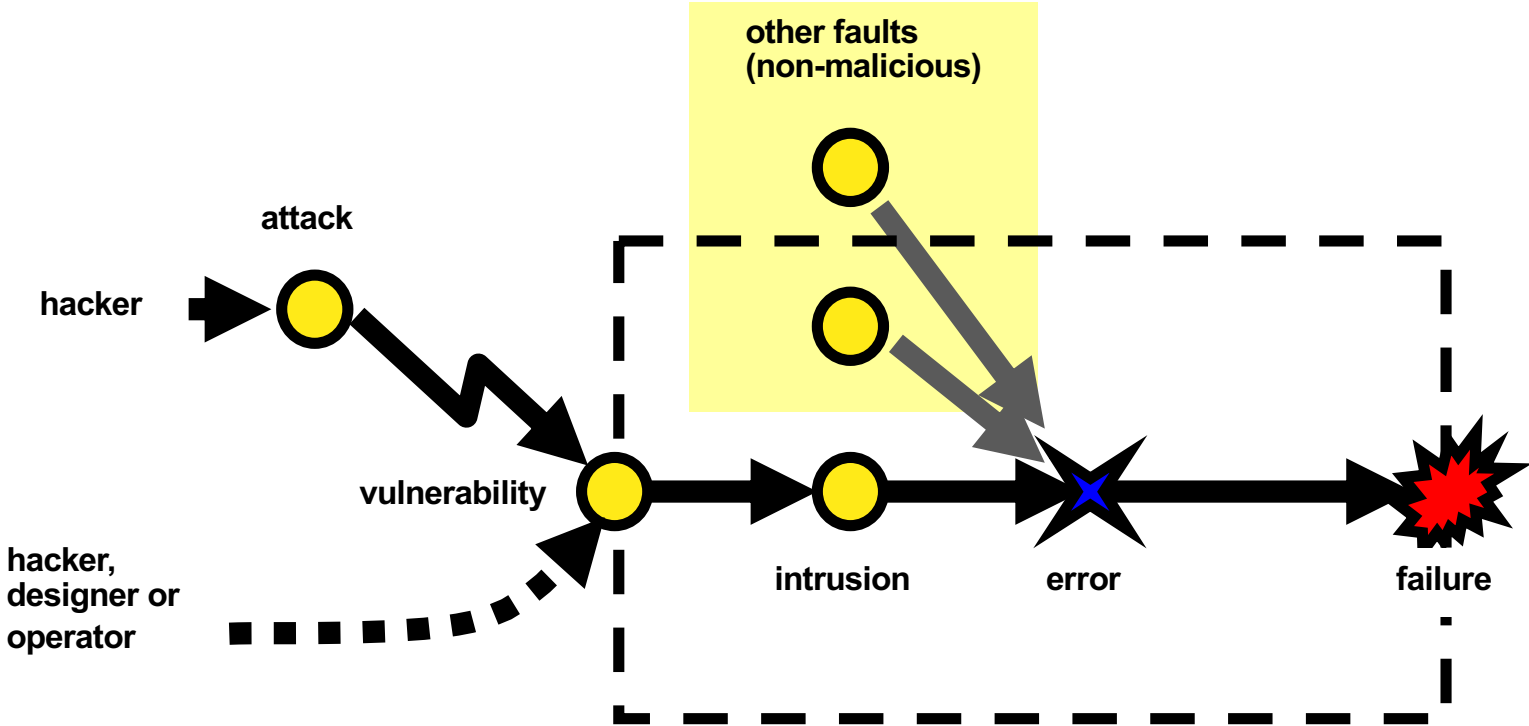 other faults
(non-malicious)
attack
hacker
vulnerability
hacker,
designer or
operator
intrusion
error
failure